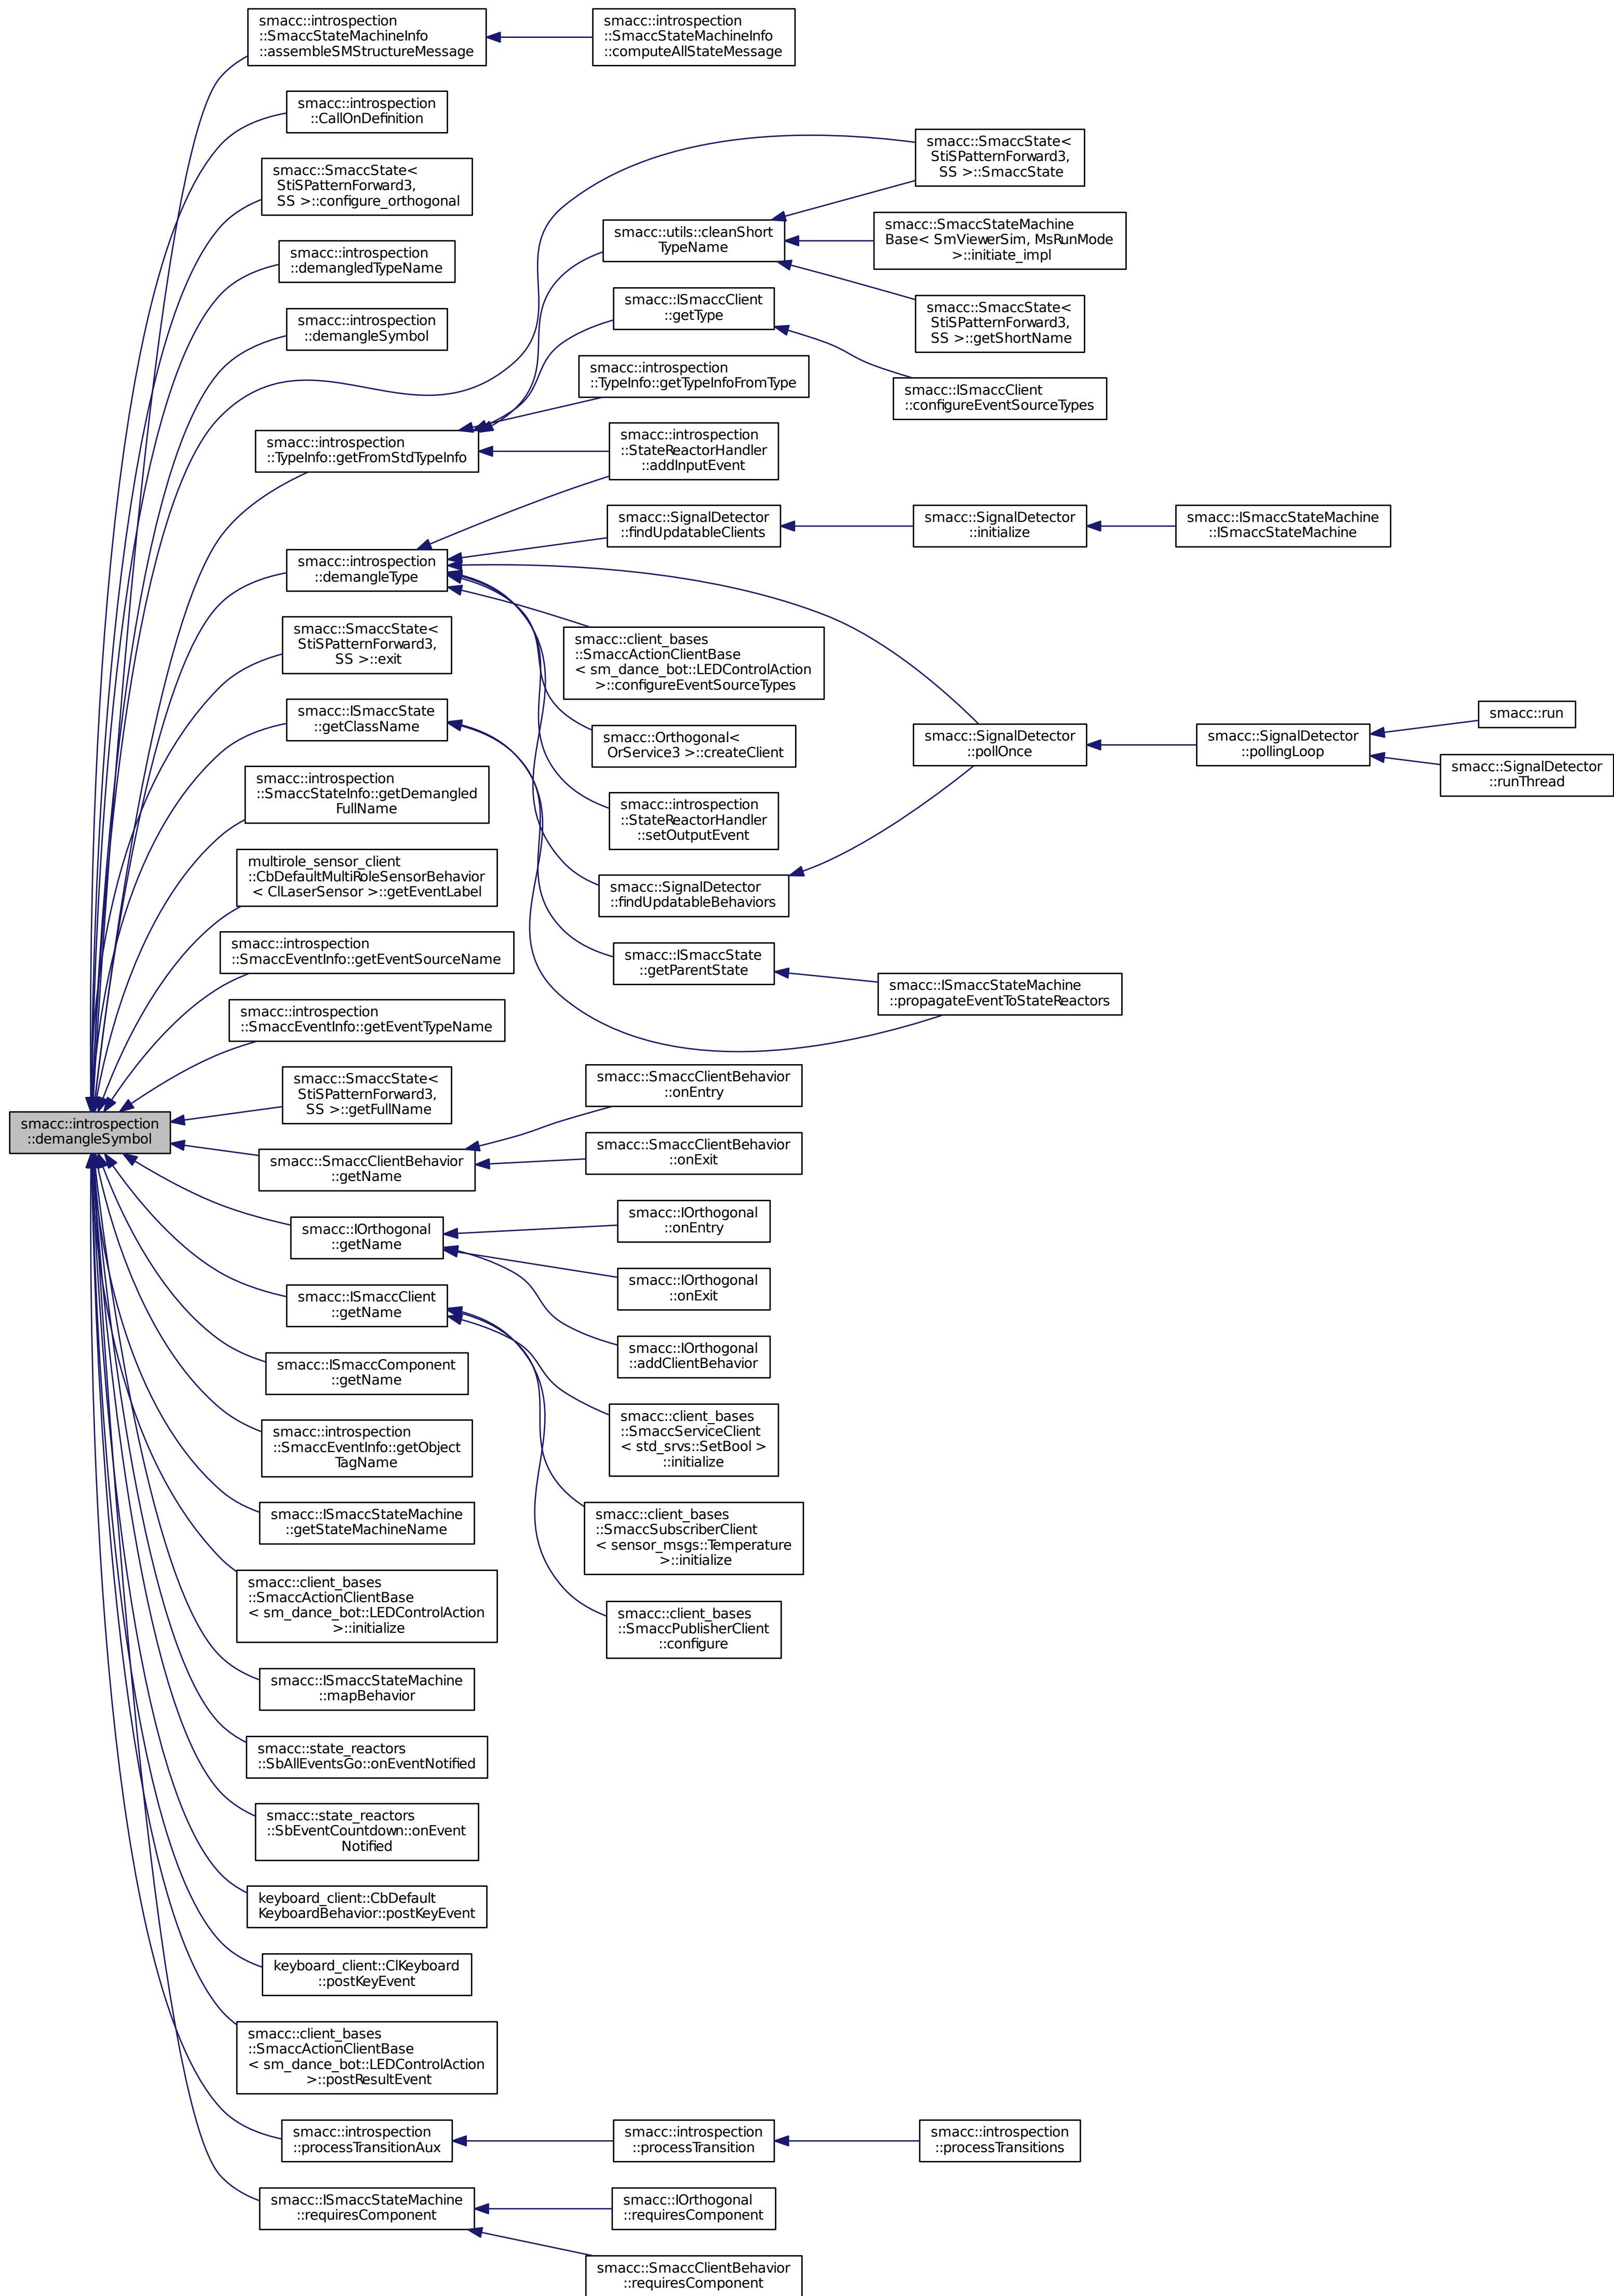 smacc::introspection
::SmaccStateMachineInfo
::assembleSMStructureMessage
smacc::introspection
::SmaccStateMachineInfo
::computeAllStateMessage
smacc::introspection
::CallOnDefinition
smacc::SmaccState<
StiSPatternForward3,
SS >::SmaccState
smacc::SmaccState<
StiSPatternForward3,
SS >::configure_orthogonal
smacc::utils::cleanShort
TypeName
smacc::SmaccStateMachine
Base< SmViewerSim, MsRunMode
>::initiate_impl
smacc::introspection
::demangledTypeName
smacc::ISmaccClient
::getType
smacc::SmaccState<
StiSPatternForward3,
SS >::getShortName
smacc::introspection
::demangleSymbol
smacc::introspection
::TypeInfo::getTypeInfoFromType
smacc::ISmaccClient
::configureEventSourceTypes
smacc::introspection
::TypeInfo::getFromStdTypeInfo
smacc::introspection
::StateReactorHandler
::addInputEvent
smacc::SignalDetector
::findUpdatableClients
smacc::SignalDetector
::initialize
smacc::ISmaccStateMachine
::ISmaccStateMachine
smacc::introspection
::demangleType
smacc::SmaccState<
StiSPatternForward3,
SS >::exit
smacc::client_bases
::SmaccActionClientBase
< sm_dance_bot::LEDControlAction
>::configureEventSourceTypes
smacc::ISmaccState
::getClassName
smacc::Orthogonal<
OrService3 >::createClient
smacc::SignalDetector
::pollOnce
smacc::SignalDetector
::pollingLoop
smacc::run
smacc::SignalDetector
::runThread
smacc::introspection
::SmaccStateInfo::getDemangled
FullName
smacc::introspection
::StateReactorHandler
::setOutputEvent
multirole_sensor_client
::CbDefaultMultiRoleSensorBehavior
< ClLaserSensor >::getEventLabel
smacc::SignalDetector
::findUpdatableBehaviors
smacc::introspection
::SmaccEventInfo::getEventSourceName
smacc::ISmaccState
::getParentState
smacc::ISmaccStateMachine
::propagateEventToStateReactors
smacc::introspection
::SmaccEventInfo::getEventTypeName
smacc::SmaccState<
StiSPatternForward3,
SS >::getFullName
smacc::SmaccClientBehavior
::onEntry
smacc::introspection
::demangleSymbol
smacc::SmaccClientBehavior
::getName
smacc::SmaccClientBehavior
::onExit
smacc::IOrthogonal
::getName
smacc::IOrthogonal
::onEntry
smacc::IOrthogonal
::onExit
smacc::ISmaccClient
::getName
smacc::IOrthogonal
::addClientBehavior
smacc::ISmaccComponent
::getName
smacc::introspection
::SmaccEventInfo::getObject
TagName
smacc::client_bases
::SmaccServiceClient
< std_srvs::SetBool >
::initialize
smacc::ISmaccStateMachine
::getStateMachineName
smacc::client_bases
::SmaccSubscriberClient
< sensor_msgs::Temperature
>::initialize
smacc::client_bases
::SmaccActionClientBase
< sm_dance_bot::LEDControlAction
>::initialize
smacc::client_bases
::SmaccPublisherClient
::configure
smacc::ISmaccStateMachine
::mapBehavior
smacc::state_reactors
::SbAllEventsGo::onEventNotified
smacc::state_reactors
::SbEventCountdown::onEvent
Notified
keyboard_client::CbDefault
KeyboardBehavior::postKeyEvent
keyboard_client::ClKeyboard
::postKeyEvent
smacc::client_bases
::SmaccActionClientBase
< sm_dance_bot::LEDControlAction
>::postResultEvent
smacc::introspection
::processTransitionAux
smacc::introspection
::processTransition
smacc::introspection
::processTransitions
smacc::ISmaccStateMachine
::requiresComponent
smacc::IOrthogonal
::requiresComponent
smacc::SmaccClientBehavior
::requiresComponent